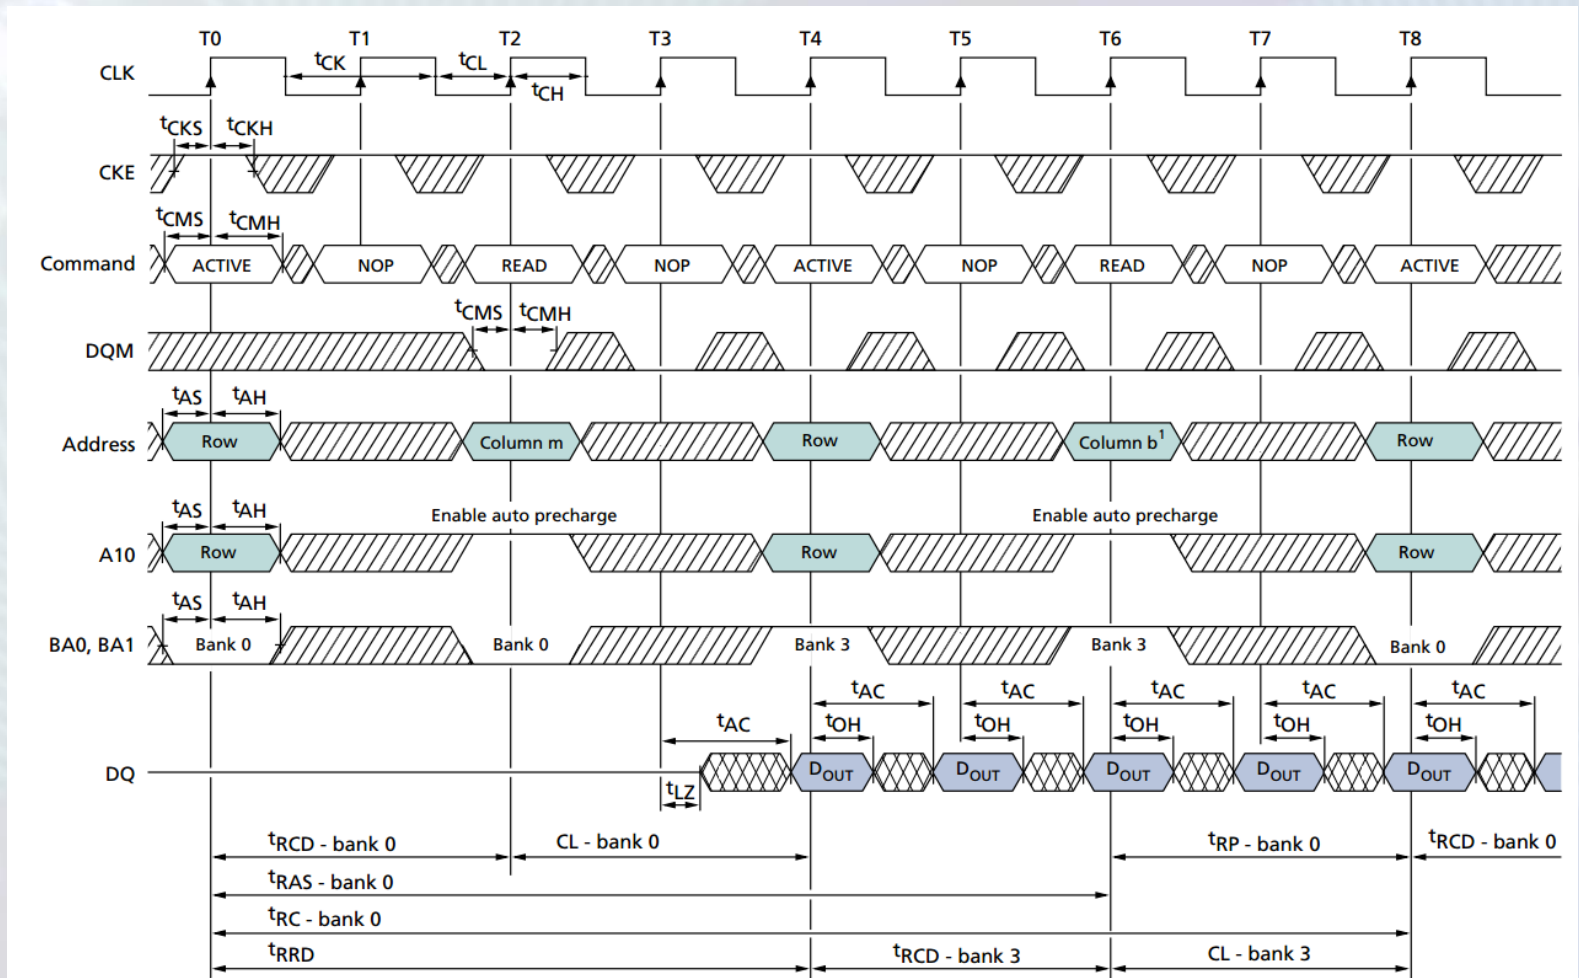 T0 T1 T2 T3 T4 T5 T6 T7 T8
CLK tCK tCL tCH
tCKS tCKH
CKE
tCMS tCMH
Command ACTIVE NOP READ NOP ACTIVE NOP READ NOP ACTIVE
tCMS tCMH
DQM
tAS tAH
Address Row Column m Row Column b1 Row
tAS tAH Enable auto precharge Enable auto precharge
A10 Row Row Row
tAS tAH
BA0, BA1 Bank 0 Bank 0 Bank 3 Bank 3 Bank 0
tAC tAC tAC tAC tAC
tAC tOH tOH tOH tOH tOH
DQ DOUT DOUT DOUT DOUT DOUT
tLZ
tRCD - bank 0 CL - bank 0 tRP - bank 0 tRCD - bank 0
tRAS - bank 0
tRC - bank 0
tRRD tRCD - bank 3 CL - bank 3